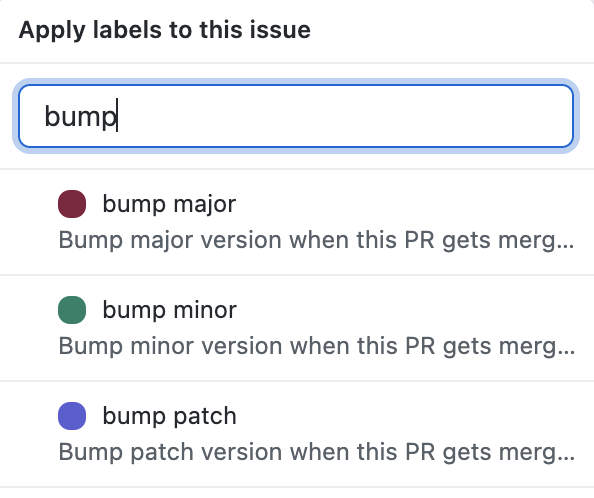 Apply labels to this issue
bump
bump major
Bump major version when this PR gets merg...
bump minor
Bump minor version when this PR gets merg...
bump patch
Bump patch version when this PR gets merg...